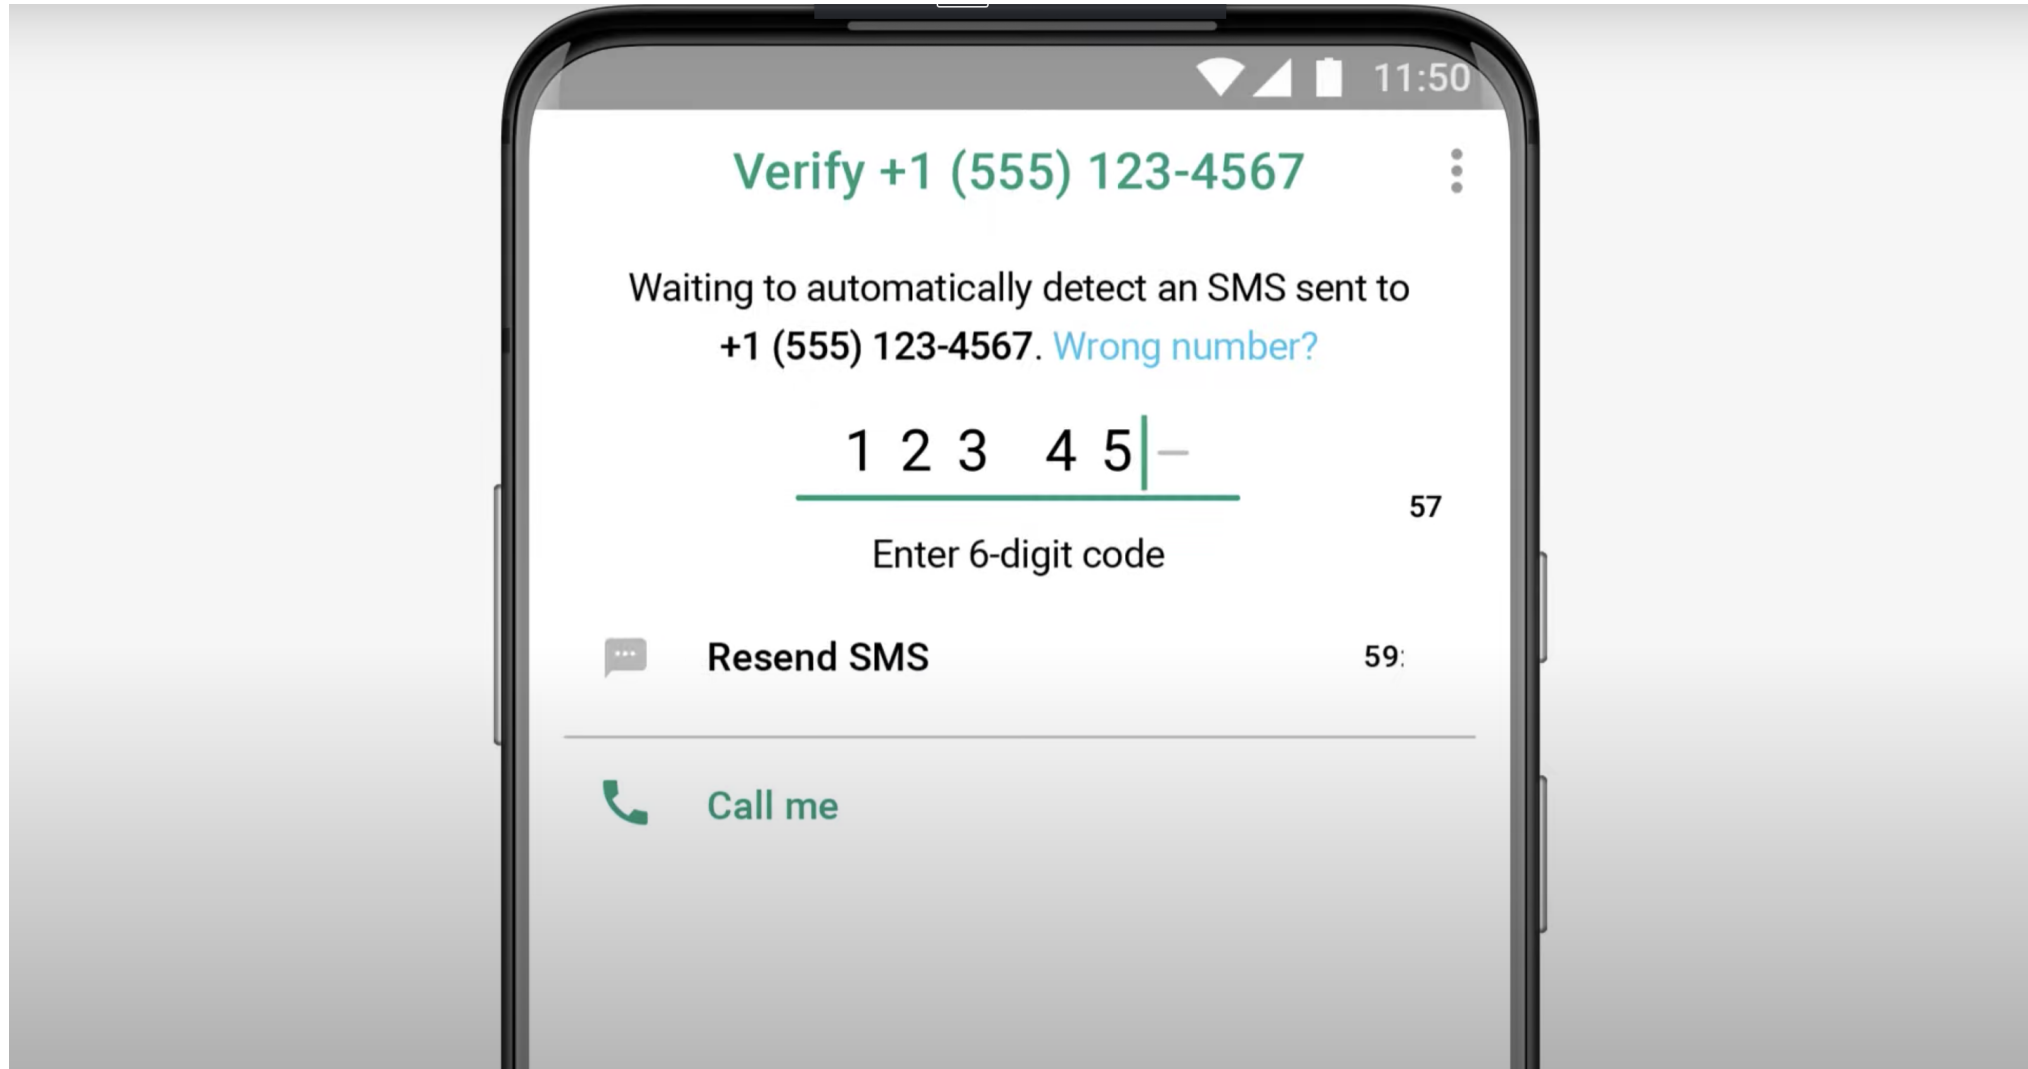 11:50
Verify +1 (555) 123-4567
Waiting to automatically detect an SMS sent to
+1 (555) 123-4567. Wrong number?
1 2 3 4 5 –
57
Enter 6-digit code
Resend SMS 59:
Call me